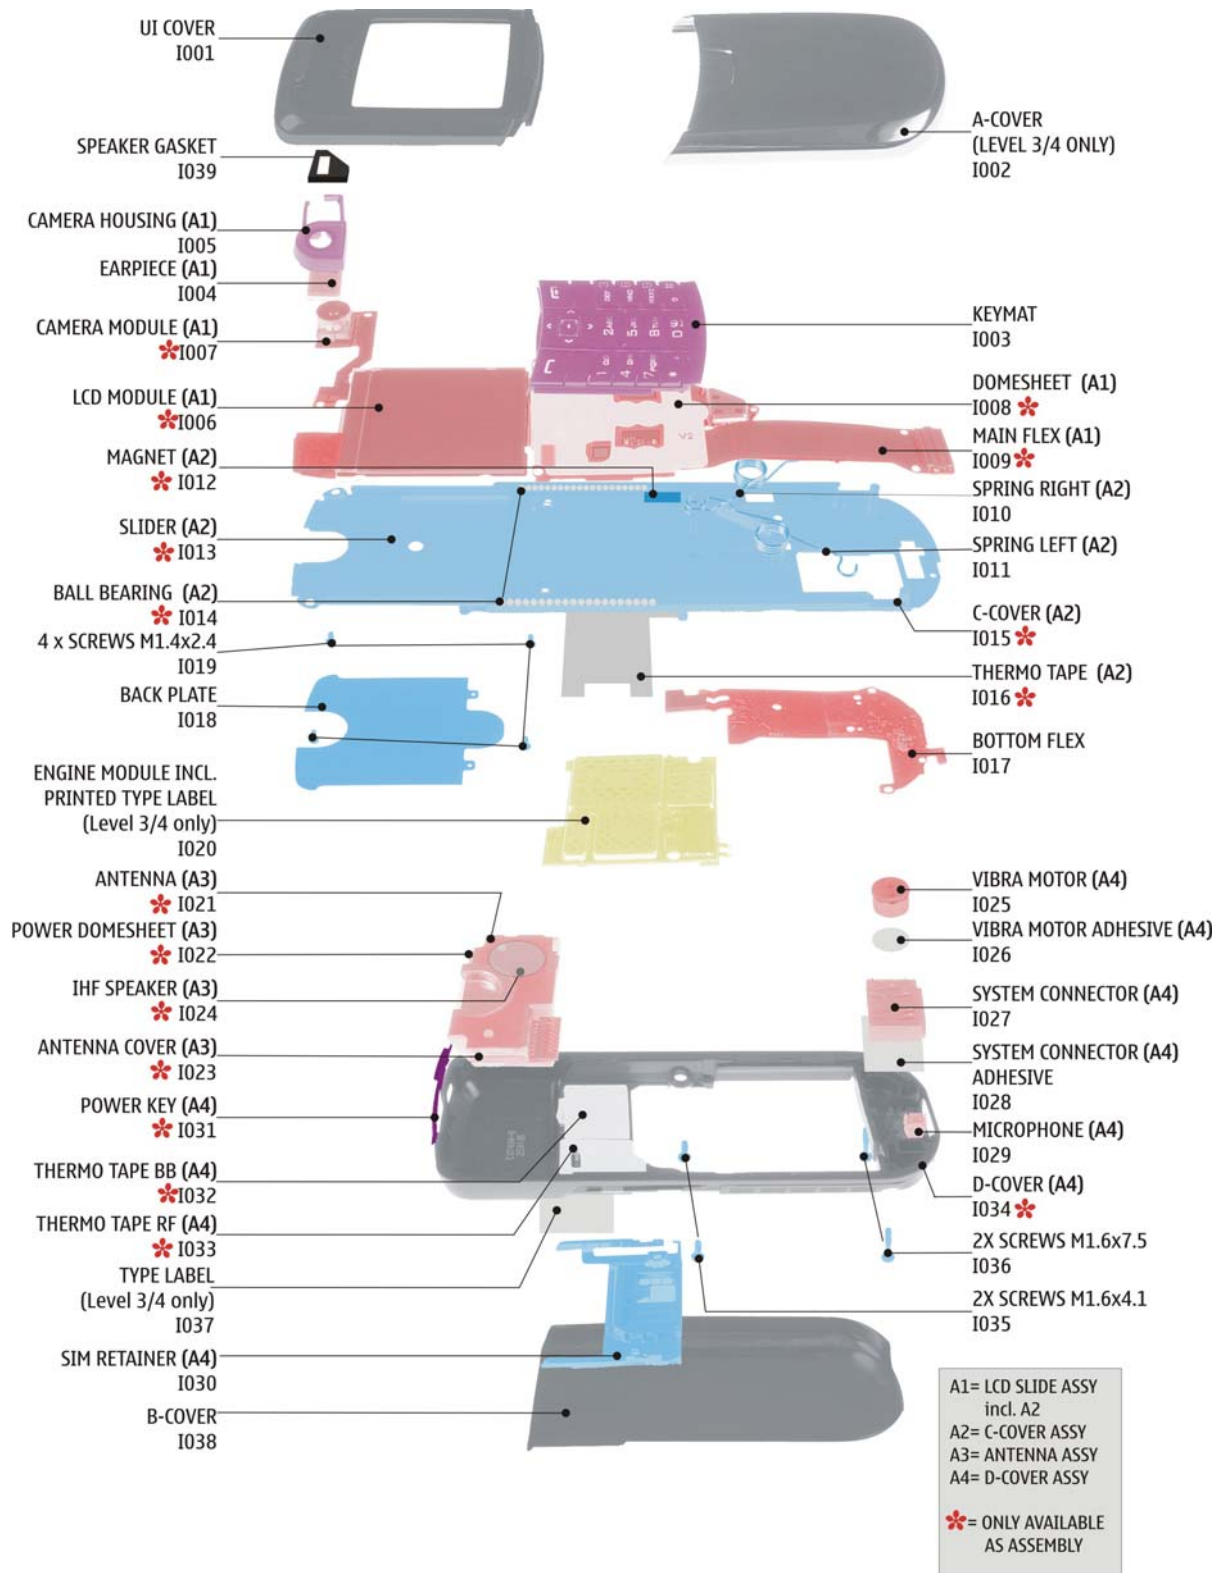 UI COVER
I001
A-COVER
(LEVEL 3/4 ONLY)
I002
SPEAKER GASKET
I039
CAMERA HOUSING (A1)
I005
EARPIECE (A1)
I004
CAMERA MODULE (A1)
I007
KEYMAT
I003
LCD MODULE (A1)
I006
DOMESHEET (A1)
I008
MAIN FLEX (A1)
I009
MAGNET (A2)
I012
SPRING RIGHT (A2)
I010
SLIDER (A2)
I013
SPRING LEFT (A2)
I011
BALL BEARING (A2)
I014
C-COVER (A2)
I015
4 x SCREWS M1.4x2.4
I019
THERMO TAPE (A2)
I016
BACK PLATE
I018
BOTTOM FLEX
I017
ENGINE MODULE INCL.
PRINTED TYPE LABEL
(Level 3/4 only)
I020
ANTENNA (A3)
I021
VIBRA MOTOR (A4)
I025
POWER DOMESHEET (A3)
I022
VIBRA MOTOR ADHESIVE (A4)
I026
IHF SPEAKER (A3)
I024
SYSTEM CONNECTOR (A4)
I027
ANTENNA COVER (A3)
I023
SYSTEM CONNECTOR (A4)
ADHESIVE
I028
POWER KEY (A4)
I031
MICROPHONE (A4)
I029
THERMO TAPE BB (A4)
I032
D-COVER (A4)
I034
THERMO TAPE RF (A4)
I033
2X SCREWS M1.6x7.5
I036
TYPE LABEL
(Level 3/4 only)
I037
2X SCREWS M1.6x4.1
I035
SIM RETAINER (A4)
I030
B-COVER
I038
A1= LCD SLIDE ASSY
incl. A2
A2= C-COVER ASSY
A3= ANTENNA ASSY
A4= D-COVER ASSY
= ONLY AVAILABLE
AS ASSEMBLY